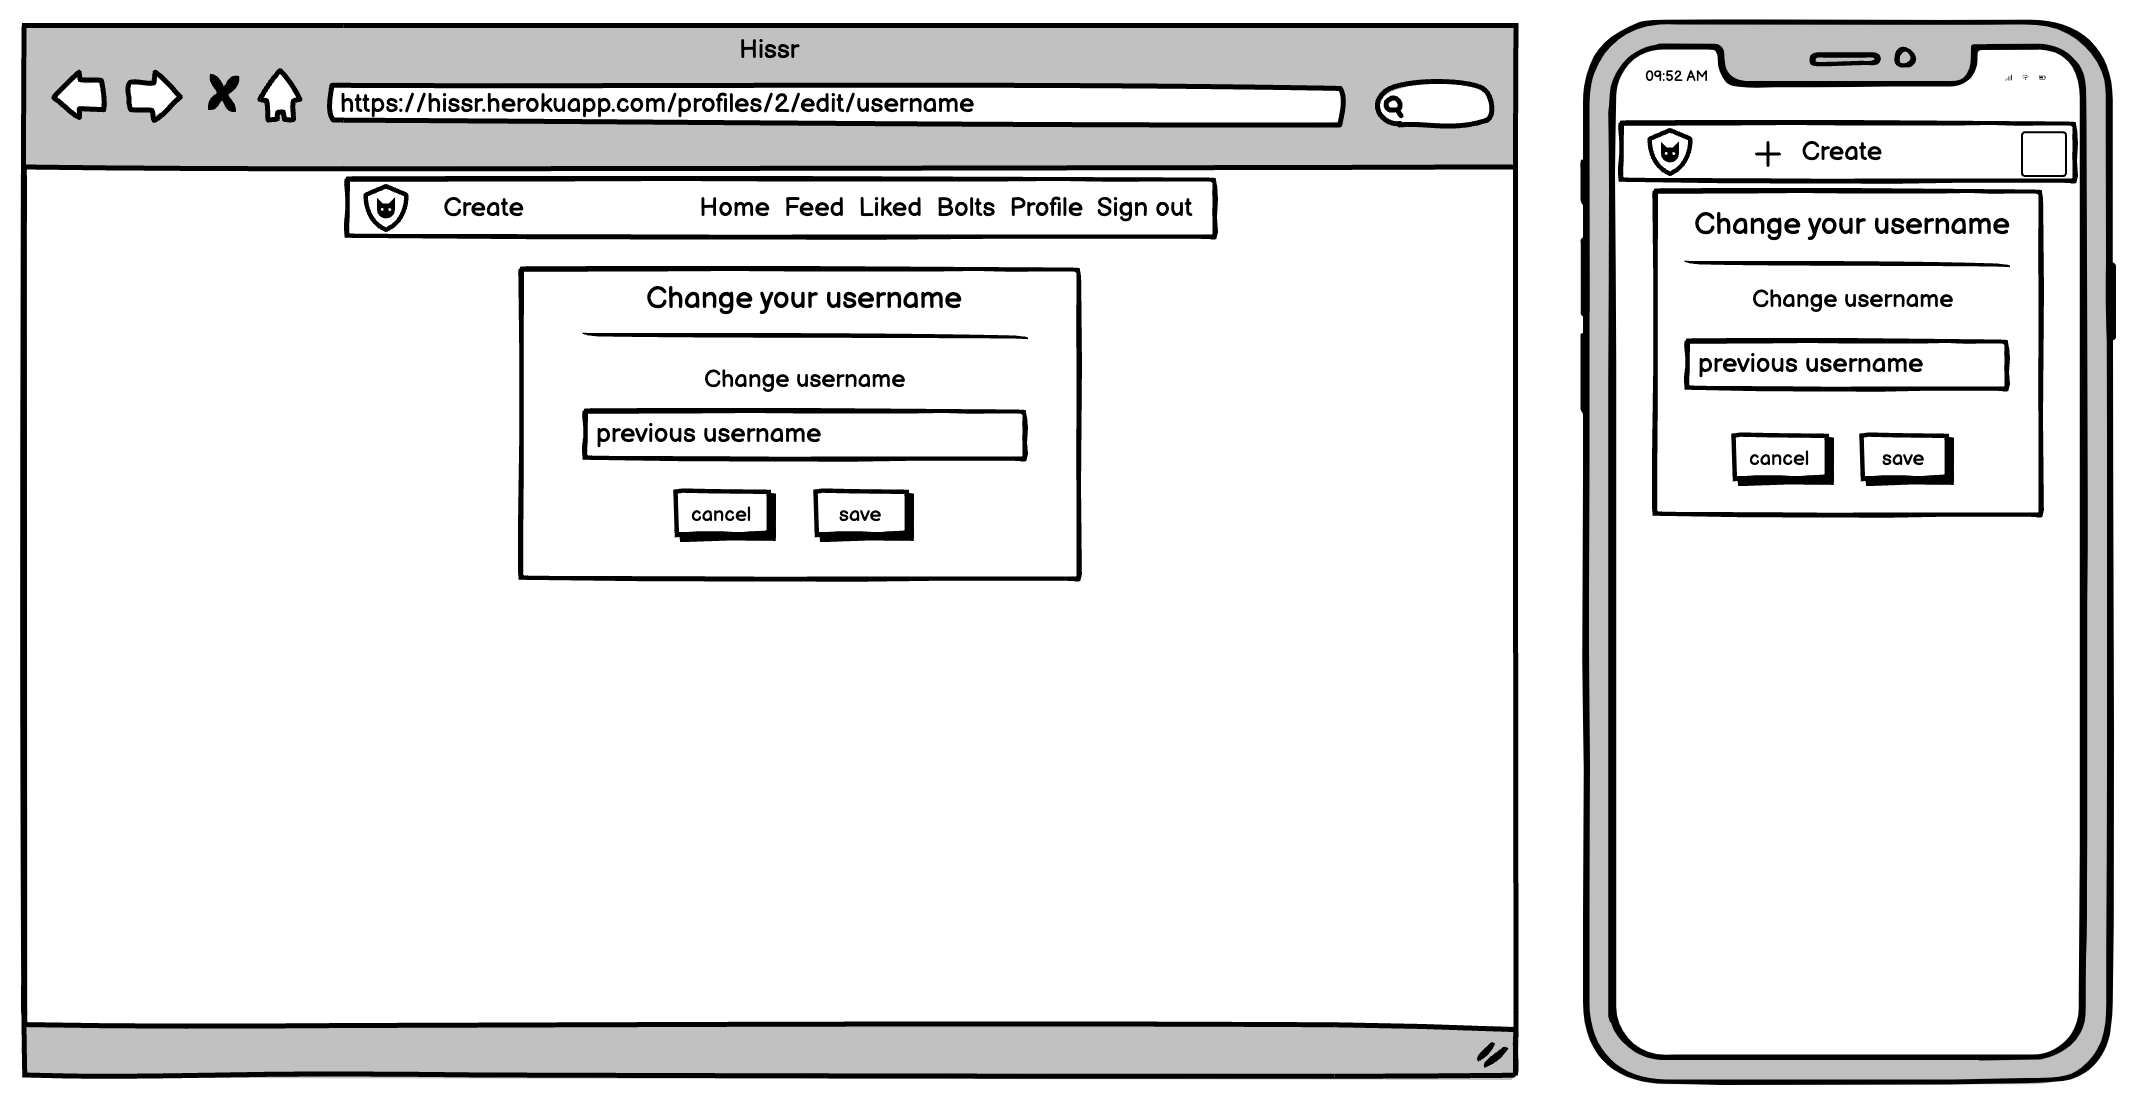 Hissr
https://hissr.herokuapp.com/profiles/2/edit/username
Create Home Feed Liked Bolts Profile Sign out
Change your username
Change username
previous username
cancel save
09:52 AM
Create
Change your username
Change username
previous username
cancel save